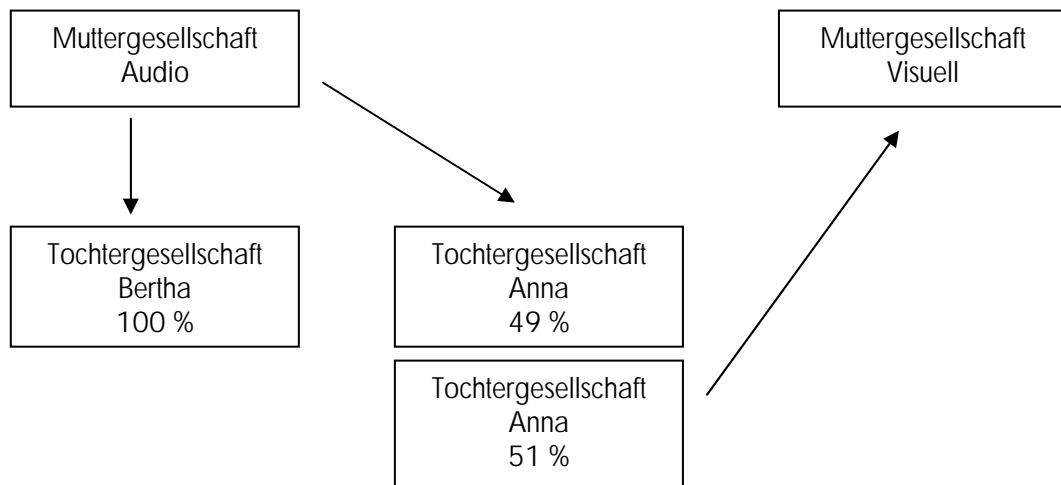 Muttergesellschaft
Audio
Muttergesellschaft
Visuell
Tochtergesellschaft
Bertha
100 %
Tochtergesellschaft
Anna
49 %
Tochtergesellschaft
Anna
51 %